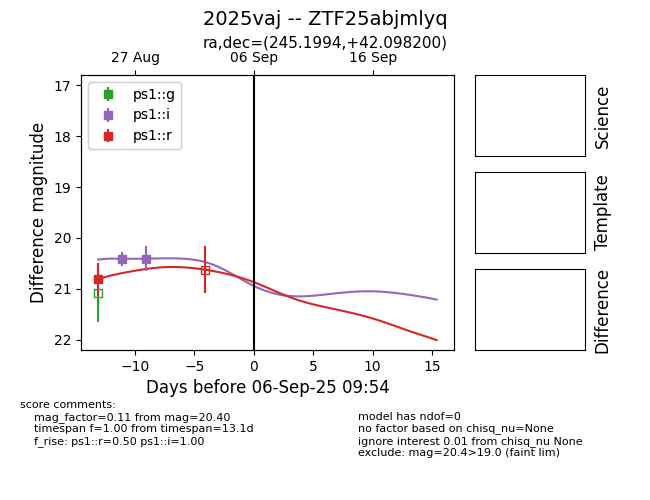 2025vaj -- ZTF25abjmlyq
ra,dec=(245.1994,+42.098200)
27 Aug 06 Sep 16 Sep
ps1::g
ps1::i
ps1::r
17
18
19
20
21
22
Difference magnitude
−10 −5 0 5 10 15
Days before 06-Sep-25 09:54
Science
Template
Difference
score comments:
mag_factor=0.11 from mag=20.40
timespan f=1.00 from timespan=13.1d
f_rise: ps1::r=0.50 ps1::i=1.00
model has ndof=0
no factor based on chisq_nu=None
ignore interest 0.01 from chisq_nu None
exclude: mag=20.4>19.0 (faint lim)